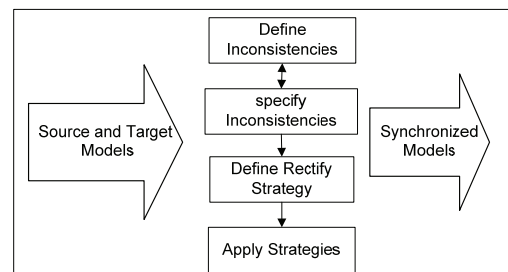 Source and Target
Models
Define
Inconsistencies
specify
Inconsistencies
Define Rectify
Strategy
Apply Strategies
Synchronized
Models